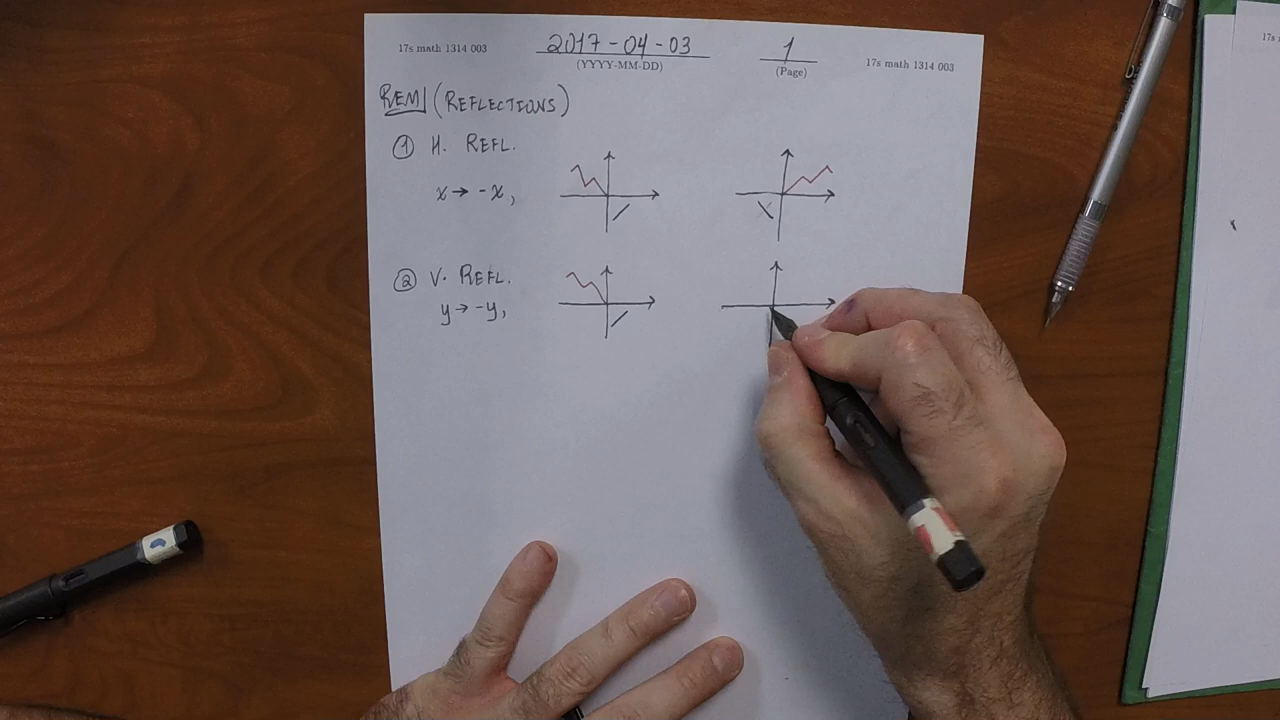 17s math 1314 003 2017-04-03 1 17s math 1314 003
(YYYY-MM-DD) (Page)
REM (REFLECTIONS)
① H. REFL.
x → -x,
② V. REFL.
y → -y,
17s